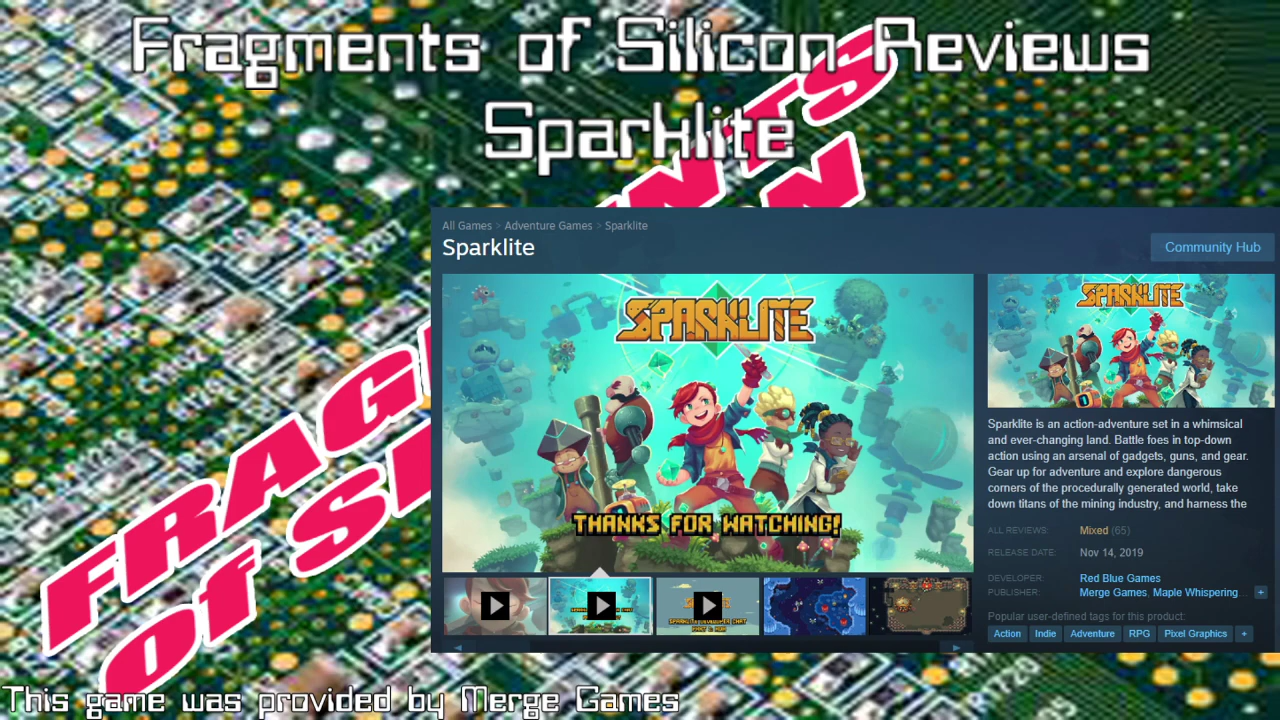 Fragments of Silicon Reviews
Sparklite
All Games > Adventure Games > Sparklite
Sparklite
Community Hub
SPARKLITE
THANKS FOR WATCHING!
SPARKLITE
Sparklite is an action-adventure set in a whimsical
and ever-changing land. Battle foes in top-down
action using an arsenal of gadgets, guns, and gear.
Gear up for adventure and explore dangerous
corners of the procedurally generated world, take
down titans of the mining industry, and harness the
ALL REVIEWS: Mixed (65)
RELEASE DATE: Nov 14, 2019
DEVELOPER: Red Blue Games
PUBLISHER: Merge Games, Maple Whispering... +
Popular user-defined tags for this product:
Action Indie Adventure RPG Pixel Graphics +
This game was provided by Merge Games